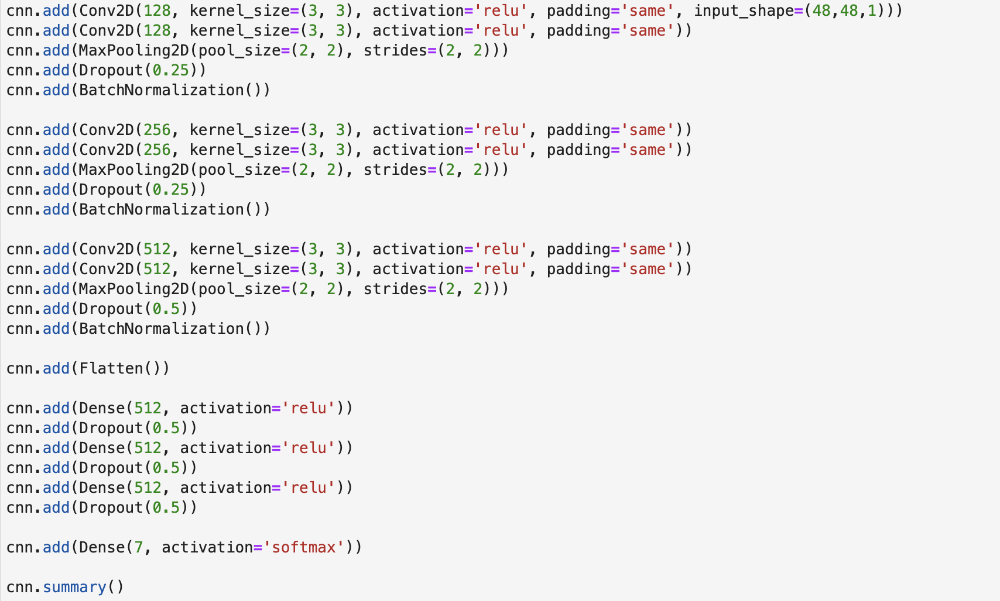 cnn.add(Conv2D(128, kernel_size=(3, 3), activation='relu', padding='same', input_shape=(48,48,1)))
cnn.add(Conv2D(128, kernel_size=(3, 3), activation='relu', padding='same'))
cnn.add(MaxPooling2D(pool_size=(2, 2), strides=(2, 2)))
cnn.add(Dropout(0.25))
cnn.add(BatchNormalization())

cnn.add(Conv2D(256, kernel_size=(3, 3), activation='relu', padding='same'))
cnn.add(Conv2D(256, kernel_size=(3, 3), activation='relu', padding='same'))
cnn.add(MaxPooling2D(pool_size=(2, 2), strides=(2, 2)))
cnn.add(Dropout(0.25))
cnn.add(BatchNormalization())

cnn.add(Conv2D(512, kernel_size=(3, 3), activation='relu', padding='same'))
cnn.add(Conv2D(512, kernel_size=(3, 3), activation='relu', padding='same'))
cnn.add(MaxPooling2D(pool_size=(2, 2), strides=(2, 2)))
cnn.add(Dropout(0.5))
cnn.add(BatchNormalization())

cnn.add(Flatten())

cnn.add(Dense(512, activation='relu'))
cnn.add(Dropout(0.5))
cnn.add(Dense(512, activation='relu'))
cnn.add(Dropout(0.5))
cnn.add(Dense(512, activation='relu'))
cnn.add(Dropout(0.5))

cnn.add(Dense(7, activation='softmax'))

cnn.summary()